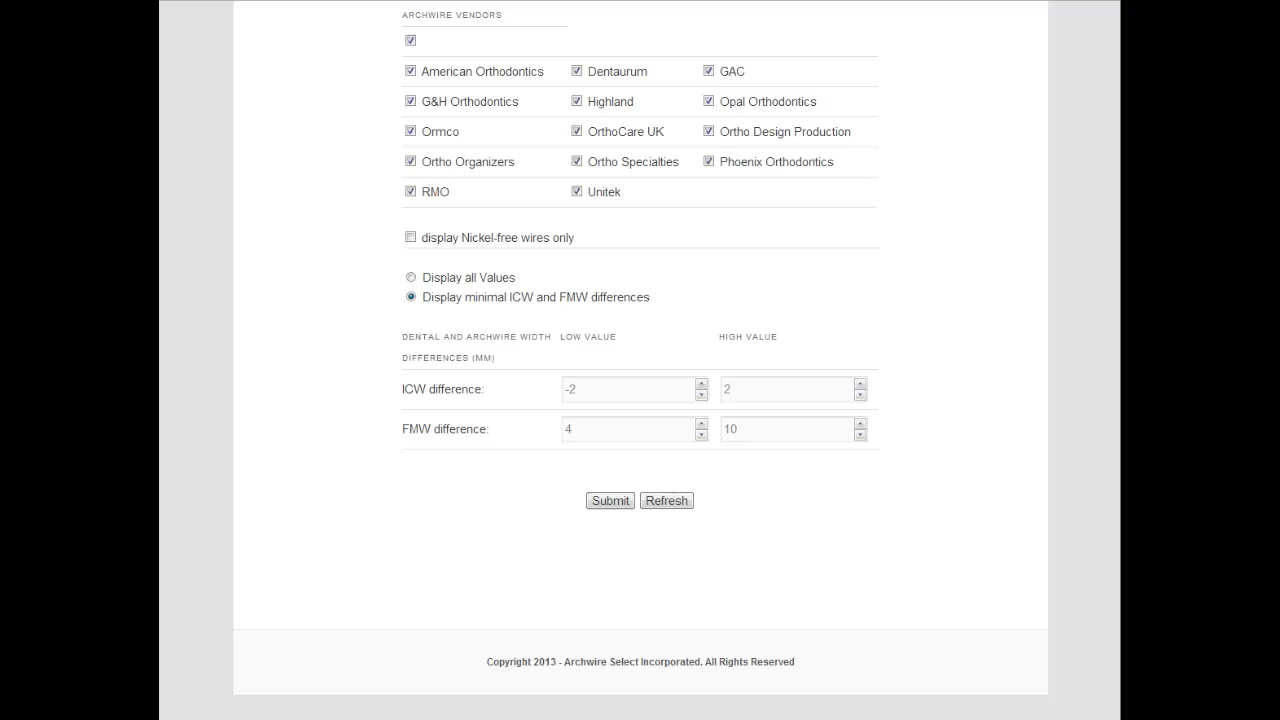 ARCHWIRE VENDORS
American Orthodontics Dentaurum GAC
G&H Orthodontics Highland Opal Orthodontics
Ormco OrthoCare UK Ortho Design Production
Ortho Organizers Ortho Specialties Phoenix Orthodontics
RMO Unitek
display Nickel-free wires only
Display all Values
Display minimal ICW and FMW differences
DENTAL AND ARCHWIRE WIDTH LOW VALUE HIGH VALUE
DIFFERENCES (MM)
ICW difference: -2 2
FMW difference: 4 10
Submit Refresh
Copyright 2013 - Archwire Select Incorporated. All Rights Reserved